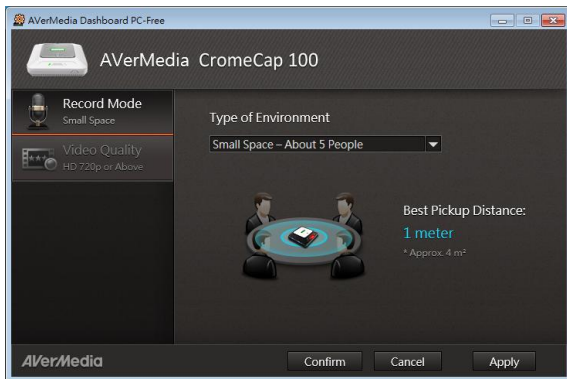 AVerMedia Dashboard PC-Free
AVerMedia CromeCap 100
Record Mode
Small Space
Video Quality
HD 720p or Above
Type of Environment
Small Space – About 5 People
Best Pickup Distance:
1 meter
* Approx. 4 m²
AVerMedia
Confirm
Cancel
Apply